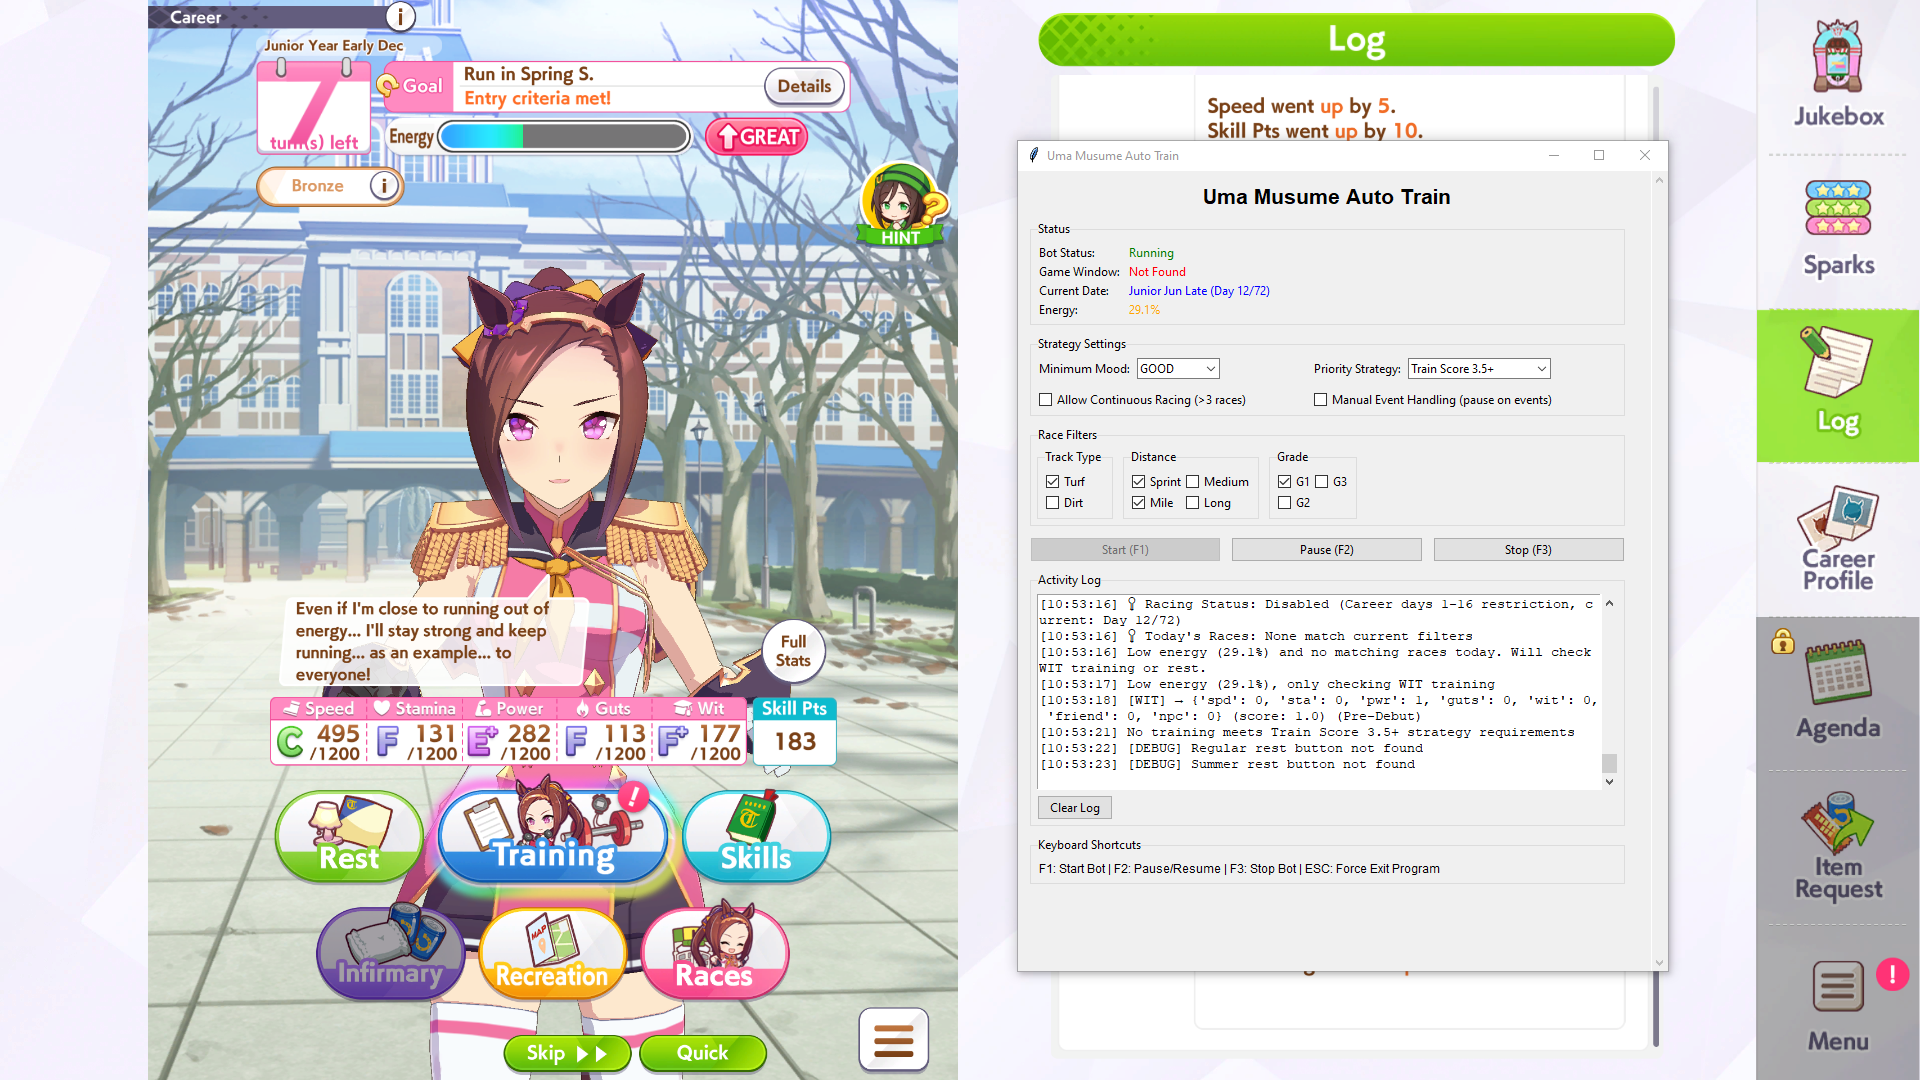 Career
i
Junior Year Early Dec
7
turn(s) left
Goal
Run in Spring S.
Entry criteria met!
Details
Energy
GREAT
Bronze
i
HINT
Even if I'm close to running out of
energy... I'll stay strong and keep
running... as an example... to
everyone!
Full
Stats
Speed Stamina Power Guts Wit Skill Pts
C 495 F 131 E+ 282 F 113 F+ 177 183
/1200 /1200 /1200 /1200 /1200
Rest
Training
Skills
Infirmary
MAP
Recreation
Races
Skip
Quick
Log
Speed went up by 5.
Skill Pts went up by 10.
Uma Musume Auto Train
Uma Musume Auto Train
Status
Bot Status: Running
Game Window: Not Found
Current Date: Junior Jun Late (Day 12/72)
Energy: 29.1%
Strategy Settings
Minimum Mood: GOOD Priority Strategy: Train Score 3.5+
Allow Continuous Racing (>3 races) Manual Event Handling (pause on events)
Race Filters
Track Type Distance Grade
Turf Sprint Medium G1 G3
Dirt Mile Long G2
Start (F1) Pause (F2) Stop (F3)
Activity Log
[10:53:16] Racing Status: Disabled (Career days 1-16 restriction, c
urrent: Day 12/72)
[10:53:16] Today's Races: None match current filters
[10:53:16] Low energy (29.1%) and no matching races today. Will check
WIT training or rest.
[10:53:17] Low energy (29.1%), only checking WIT training
[10:53:18] [WIT] → {'spd': 0, 'sta': 0, 'pwr': 1, 'guts': 0, 'wit': 0,
'friend': 0, 'npc': 0} (score: 1.0) (Pre-Debut)
[10:53:21] No training meets Train Score 3.5+ strategy requirements
[10:53:22] [DEBUG] Regular rest button not found
[10:53:23] [DEBUG] Summer rest button not found
Clear Log
Keyboard Shortcuts
F1: Start Bot | F2: Pause/Resume | F3: Stop Bot | ESC: Force Exit Program
Jukebox
Sparks
Log
Career
Profile
Agenda
Item
Request
Menu